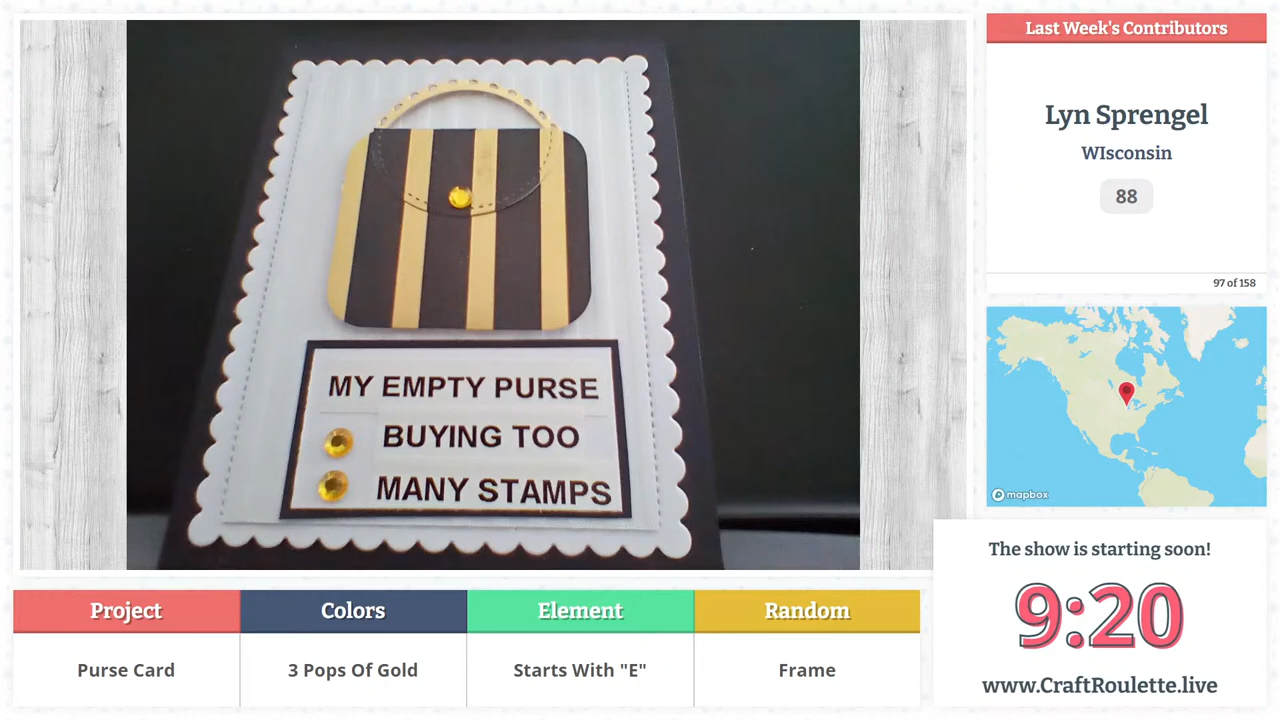 MY EMPTY PURSE
BUYING TOO
MANY STAMPS
Last Week's Contributors
Lyn Sprengel
WIsconsin
88
97 of 158
mapbox
The show is starting soon!
9:20
www.CraftRoulette.live
Project
Colors
Element
Random
Purse Card
3 Pops Of Gold
Starts With "E"
Frame